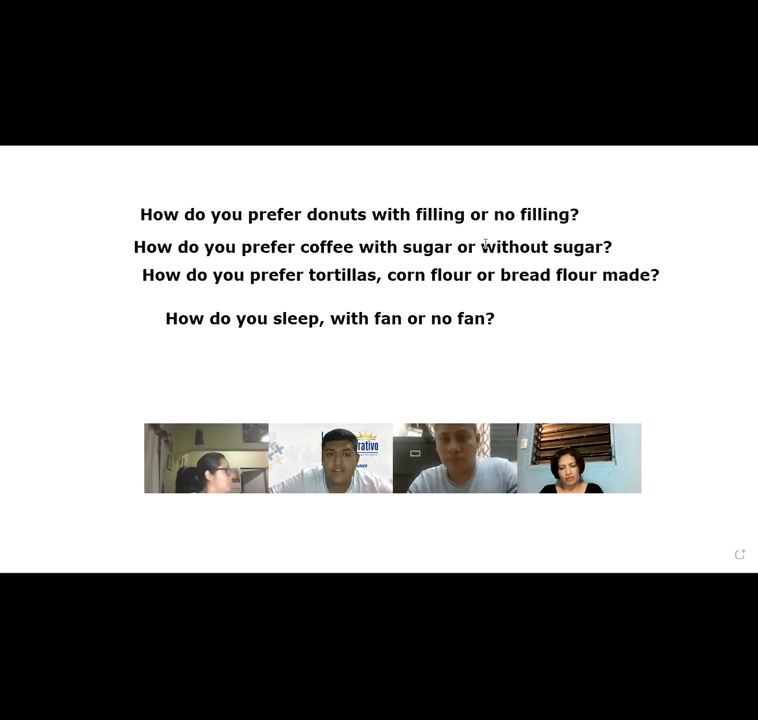 How do you prefer donuts with filling or no filling?
How do you prefer coffee with sugar or without sugar?
How do you prefer tortillas, corn flour or bread flour made?
How do you sleep, with fan or no fan?
rativo